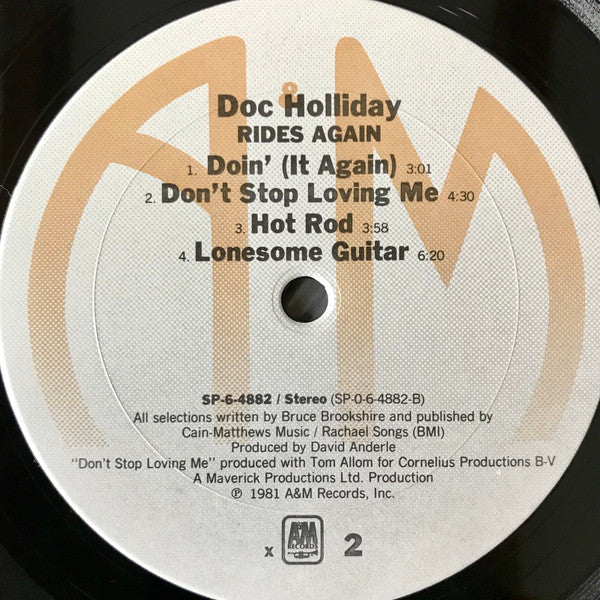 Doc Holliday
RIDES AGAIN
1. Doin' (It Again) 3:01
2. Don't Stop Loving Me 4:30
3. Hot Rod 3:58
4. Lonesome Guitar 6:20
SP-6-4882 / Stereo (SP-0-6-4882-B)
All selections written by Bruce Brookshire and published by
Cain-Matthews Music / Rachael Songs (BMI)
Produced by David Anderle
"Don't Stop Loving Me" produced with Tom Allom for Cornelius Productions B-V
A Maverick Productions Ltd. Production
℗ 1981 A&M Records, Inc.
x A&M RECORDS 2